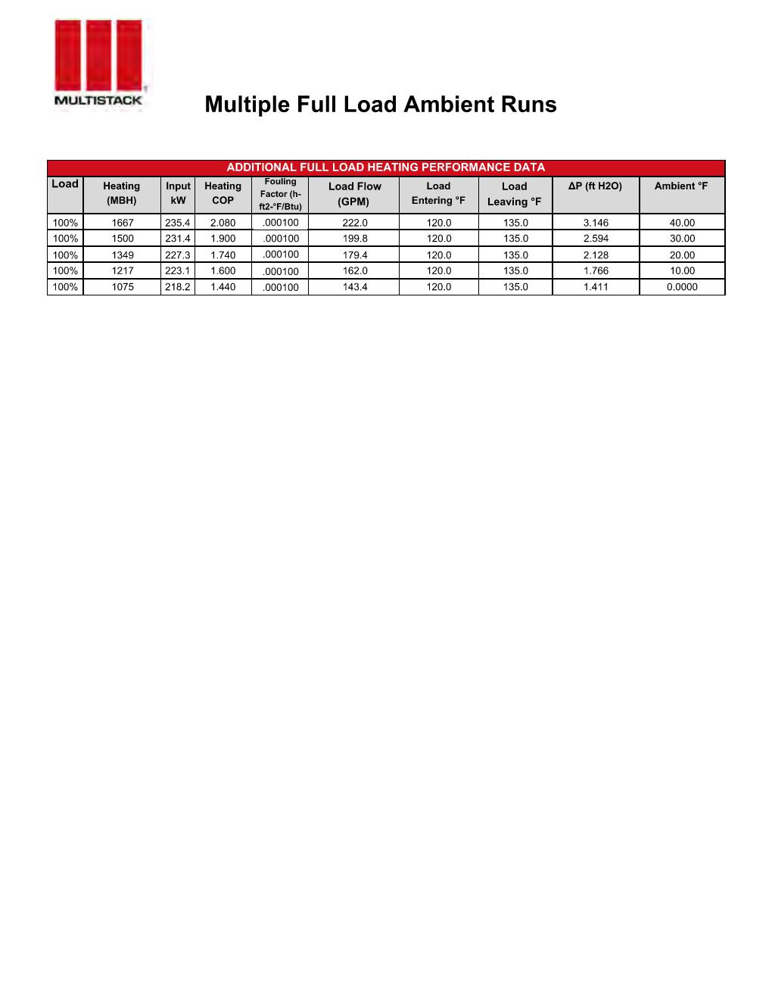 MULTISTACK
Multiple Full Load Ambient Runs
ADDITIONAL FULL LOAD HEATING PERFORMANCE DATA
Load Heating (MBH) Input kW Heating COP Fouling Factor (h-ft2-°F/Btu) Load Flow (GPM) Load Entering °F Load Leaving °F ΔP (ft H2O) Ambient °F
100% 1667 235.4 2.080 .000100 222.0 120.0 135.0 3.146 40.00
100% 1500 231.4 1.900 .000100 199.8 120.0 135.0 2.594 30.00
100% 1349 227.3 1.740 .000100 179.4 120.0 135.0 2.128 20.00
100% 1217 223.1 1.600 .000100 162.0 120.0 135.0 1.766 10.00
100% 1075 218.2 1.440 .000100 143.4 120.0 135.0 1.411 0.0000